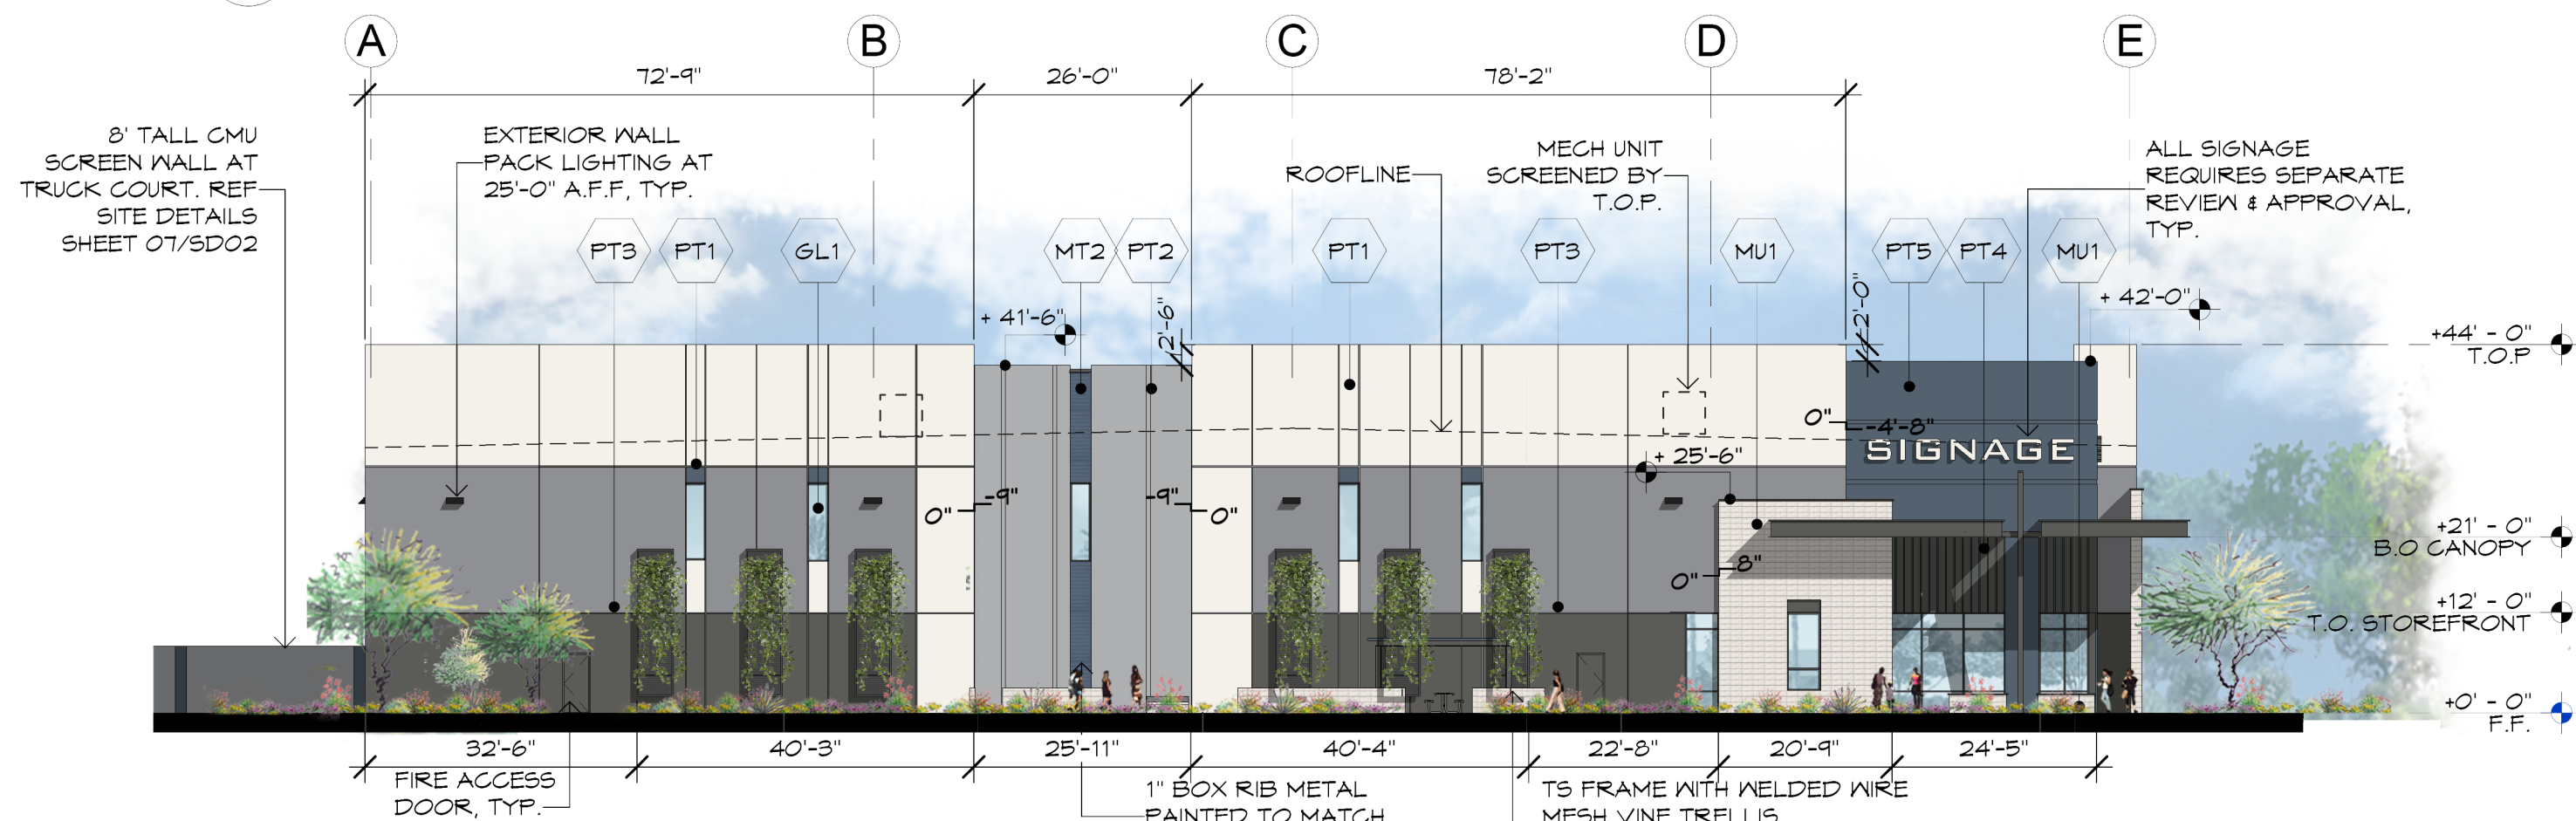 A
B
C
D
E
72'-9"
26'-0"
78'-2"
8' TALL CMU
SCREEN WALL AT
TRUCK COURT. REF
SITE DETAILS
SHEET 07/SD02
EXTERIOR WALL
PACK LIGHTING AT
25'-0" A.F.F, TYP.
ROOFLINE
MECH UNIT
SCREENED BY
T.O.P.
ALL SIGNAGE
REQUIRES SEPARATE
REVIEW & APPROVAL,
TYP.
PT3
PT1
GL1
MT2
PT2
PT1
PT3
MU1
PT5
PT4
MU1
+ 41'-6"
2'-6"
2'-0"
+ 42'-0"
+44' - 0"
T.O.P
0"
-4'-8"
SIGNAGE
+ 25'-6"
0"
-9"
-9"
0"
0"
8"
+21' - 0"
B.O CANOPY
+12' - 0"
T.O. STOREFRONT
+0' - 0"
F.F.
32'-6"
40'-3"
25'-11"
40'-4"
22'-8"
20'-9"
24'-5"
FIRE ACCESS
DOOR, TYP.
1" BOX RIB METAL
PAINTED TO MATCH
TS FRAME WITH WELDED WIRE
MESH VINE TRELLIS